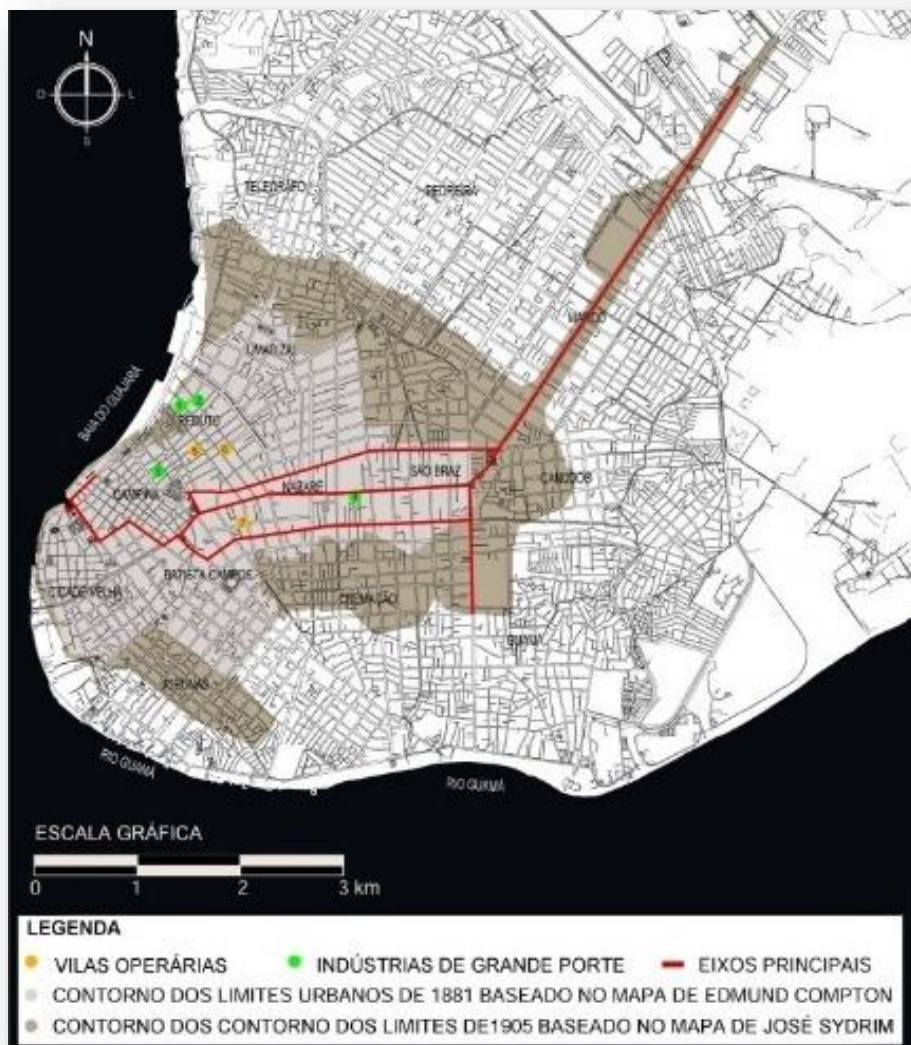 N
O L
S
TELEGRAFO
PEDREIRA
MARCO
UMARIZAL
BAIA DO GUAJARÁ
REDUTO
SÃO BRAZ
CANUDOS
NAZARÉ
CAMPINA
BATISTA CAMPOS
CIDADE VELHA
CREMAÇÃO
GUAMÁ
JURUNAS
RIO GUAMÁ
RIO GUAMÁ
ESCALA GRÁFICA
0 1 2 3 km
LEGENDA
VILAS OPERÁRIAS INDÚSTRIAS DE GRANDE PORTE EIXOS PRINCIPAIS
CONTORNO DOS LIMITES URBANOS DE 1881 BASEADO NO MAPA DE EDMUND COMPTON
CONTORNO DOS CONTORNO DOS LIMITES DE1905 BASEADO NO MAPA DE JOSÉ SYDRIM